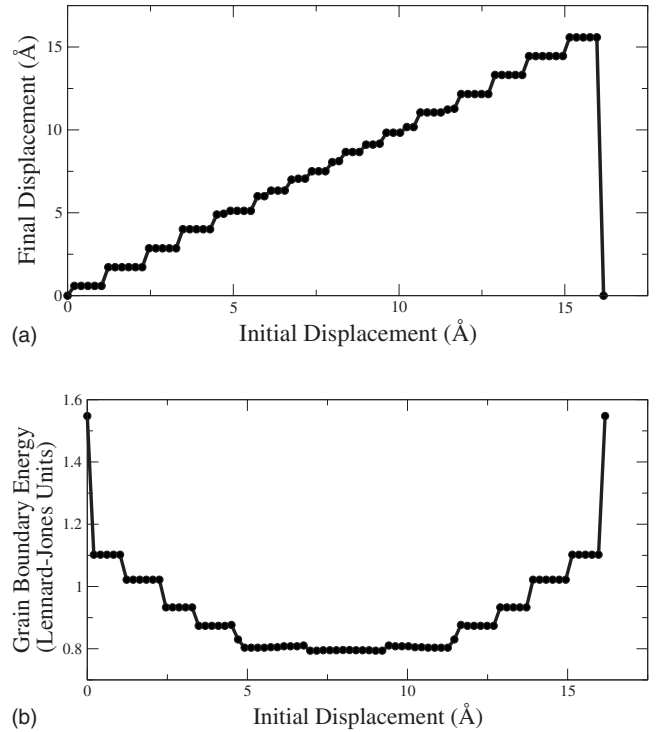 15
10
5
0
Final Displacement (Å)
0 5 10 15
(a)
Initial Displacement (Å)
1.6
1.4
1.2
1
0.8
Grain Boundary Energy
(Lennard-Jones Units)
0 5 10 15
(b)
Initial Displacement (Å)